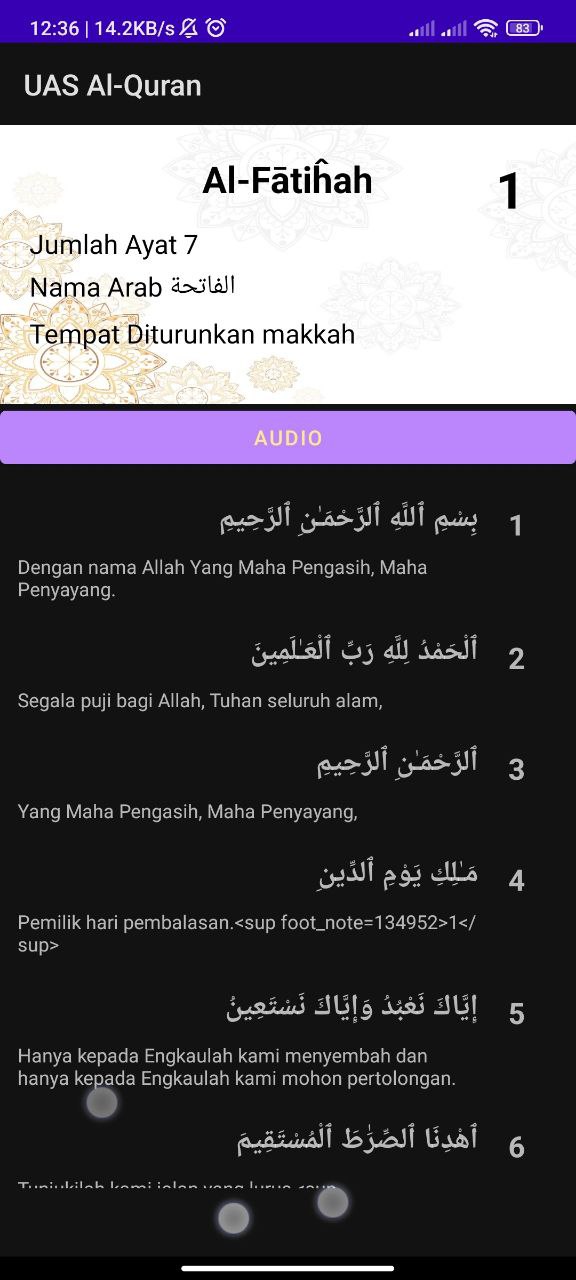 12:36 | 14.2KB/s
83
UAS Al-Quran
Al-Fātiĥah
1
Jumlah Ayat 7
Nama Arab الفاتحة
Tempat Diturunkan makkah
AUDIO
بِسْمِ ٱللَّهِ ٱلرَّحْمَـٰنِ ٱلرَّحِيمِ 1
Dengan nama Allah Yang Maha Pengasih, Maha
Penyayang.
ٱلْحَمْدُ لِلَّهِ رَبِّ ٱلْعَـٰلَمِينَ 2
Segala puji bagi Allah, Tuhan seluruh alam,
ٱلرَّحْمَـٰنِ ٱلرَّحِيمِ 3
Yang Maha Pengasih, Maha Penyayang,
مَـٰلِكِ يَوْمِ ٱلدِّينِ 4
Pemilik hari pembalasan.<sup foot_note=134952>1</
sup>
إِيَّاكَ نَعْبُدُ وَإِيَّاكَ نَسْتَعِينُ 5
Hanya kepada Engkaulah kami menyembah dan
hanya kepada Engkaulah kami mohon pertolongan.
ٱهْدِنَا ٱلصِّرَٰطَ ٱلْمُسْتَقِيمَ 6
Tunjukilah kami jalan yang lurus,<sup